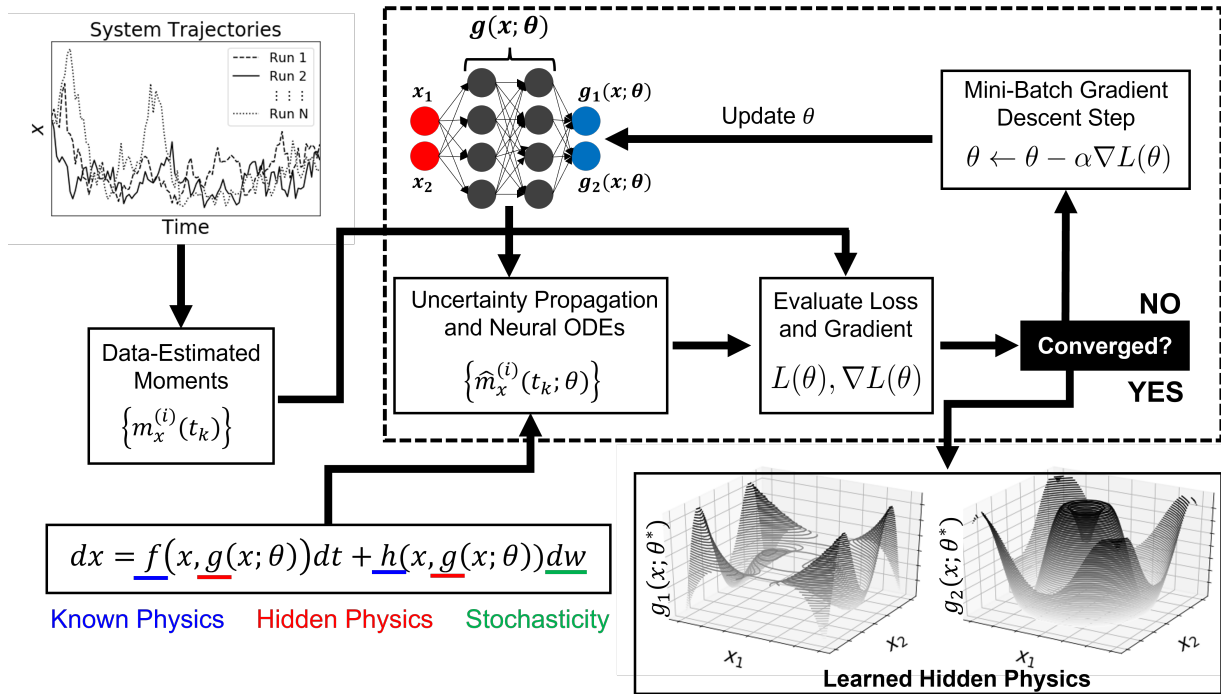 System Trajectories
Run 1
Run 2
⋮ ⋮ ⋮
Run N
x
Time
g(x; θ)
x₁
x₂
g₁(x; θ)
g₂(x; θ)
Update θ
Mini-Batch Gradient
Descent Step
θ ← θ − α∇L(θ)
Data-Estimated
Moments
{m_x^{(i)}(t_k)}
Uncertainty Propagation
and Neural ODEs
{m̂_x^{(i)}(t_k; θ)}
Evaluate Loss
and Gradient
L(θ), ∇L(θ)
NO
Converged?
YES
dx = f(x, g(x; θ))dt + h(x, g(x; θ))dw
Known Physics Hidden Physics Stochasticity
g₁(x; θ*)
x₁
x₂
g₂(x; θ*)
x₁
x₂
Learned Hidden Physics